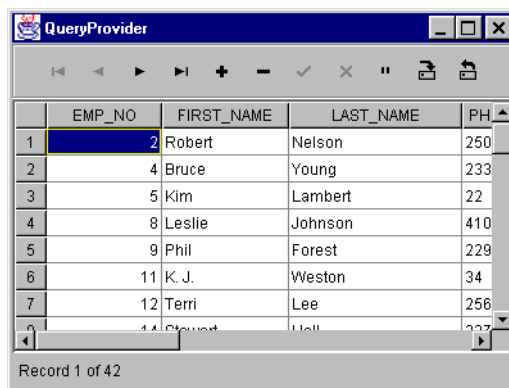 QueryProvider
EMP_NO FIRST_NAME LAST_NAME PH
1 2 Robert Nelson 250
2 4 Bruce Young 233
3 5 Kim Lambert 22
4 8 Leslie Johnson 410
5 9 Phil Forest 229
6 11 K. J. Weston 34
7 12 Terri Lee 256
Record 1 of 42